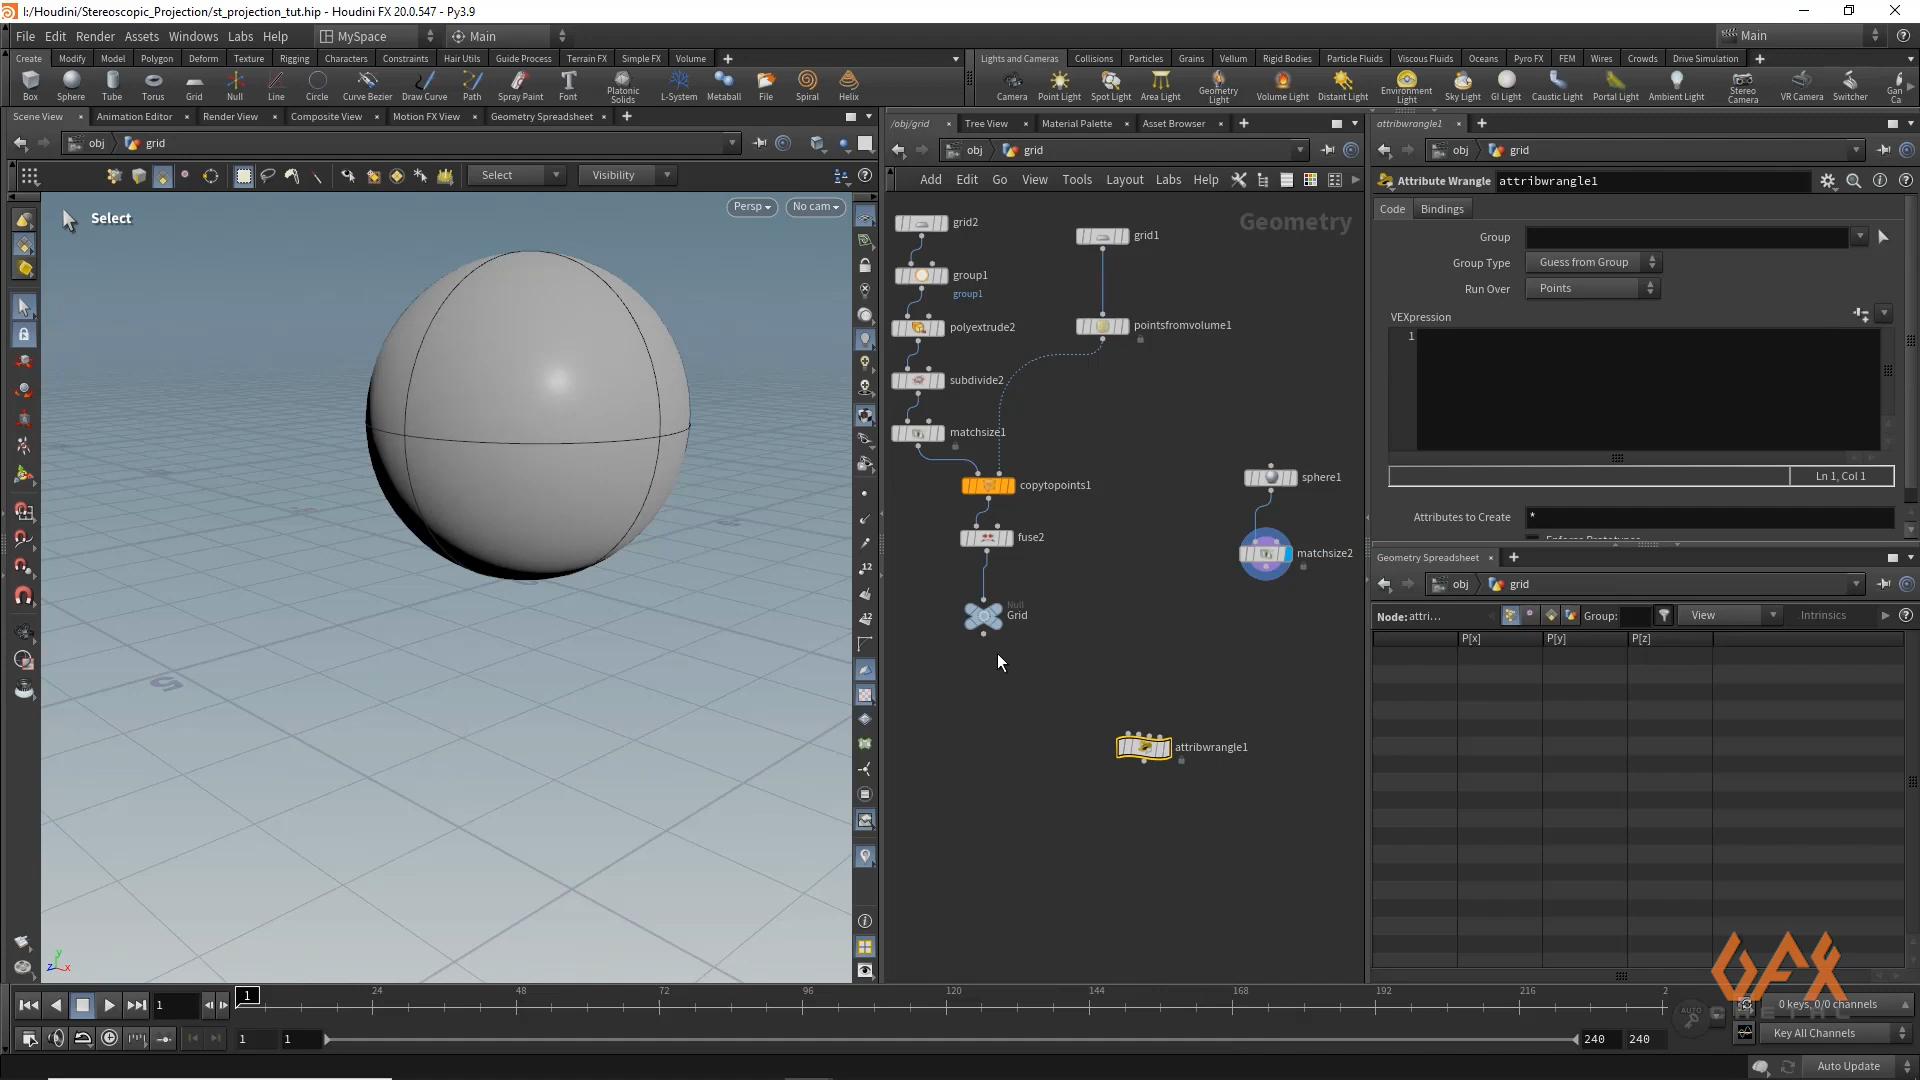 I:/Houdini/Stereoscopic_Projection/st_projection_tut.hip - Houdini FX 20.0.547 - Py3.9
File Edit Render Assets Windows Labs Help MySpace Main Main
Create Modify Model Polygon Deform Texture Rigging Characters Constraints Hair Utils Guide Process Terrain FX Simple FX Volume
Lights and Cameras Collisions Particles Grains Vellum Rigid Bodies Particle Fluids Viscous Fluids Oceans Pyro FX FEM Wires Crowds Drive Simulation
Box Sphere Tube Torus Grid Null Line Circle Curve Bezier Draw Curve Path Spray Paint Font Platonic Solids L-System Metaball File Spiral Helix
Camera Point Light Spot Light Area Light Geometry Light Volume Light Distant Light Environment Light Sky Light GI Light Caustic Light Portal Light Ambient Light Stereo Camera VR Camera Switcher Gan Ca
Scene View Animation Editor Render View Composite View Motion FX View Geometry Spreadsheet
/obj/grid Tree View Material Palette Asset Browser
attribwrangle1
obj grid
obj grid
obj grid
Select Visibility
Add Edit Go View Tools Layout Labs Help
Attribute Wrangle attribwrangle1
Code Bindings
Select
Persp No cam
Geometry
grid2
grid1
group1
group1
polyextrude2
pointsfromvolume1
subdivide2
matchsize1
copytopoints1
sphere1
fuse2
matchsize2
Null
Grid
attribwrangle1
Group
Group Type Guess from Group
Run Over Points
VEXpression
1
Ln 1, Col 1
Attributes to Create *
Geometry Spreadsheet
obj grid
Node: attri... Group: View Intrinsics
P[x] P[y] P[z]
5
12
12
y
z x
GFX
1 1 24 48 72 96 120 144 168 192 216 2
AUTO
0 keys, 0/0 channels
1 1 240 240
Key All Channels
Auto Update